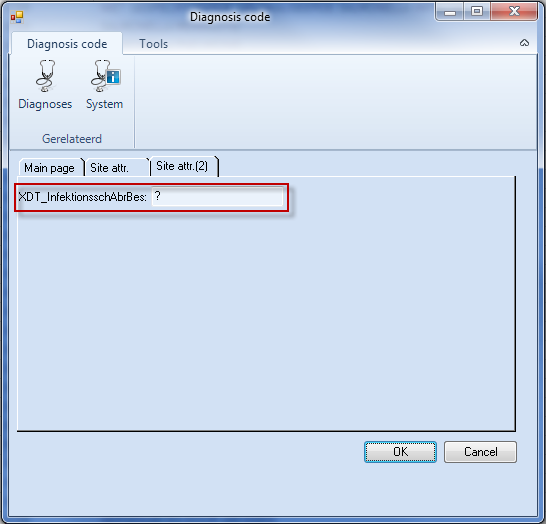 Diagnosis code
Diagnosis code Tools
Diagnoses System
Gerelateerd
Main page Site attr. Site attr.(2)
XDT_InfektionsschAbrBes: ?
OK Cancel